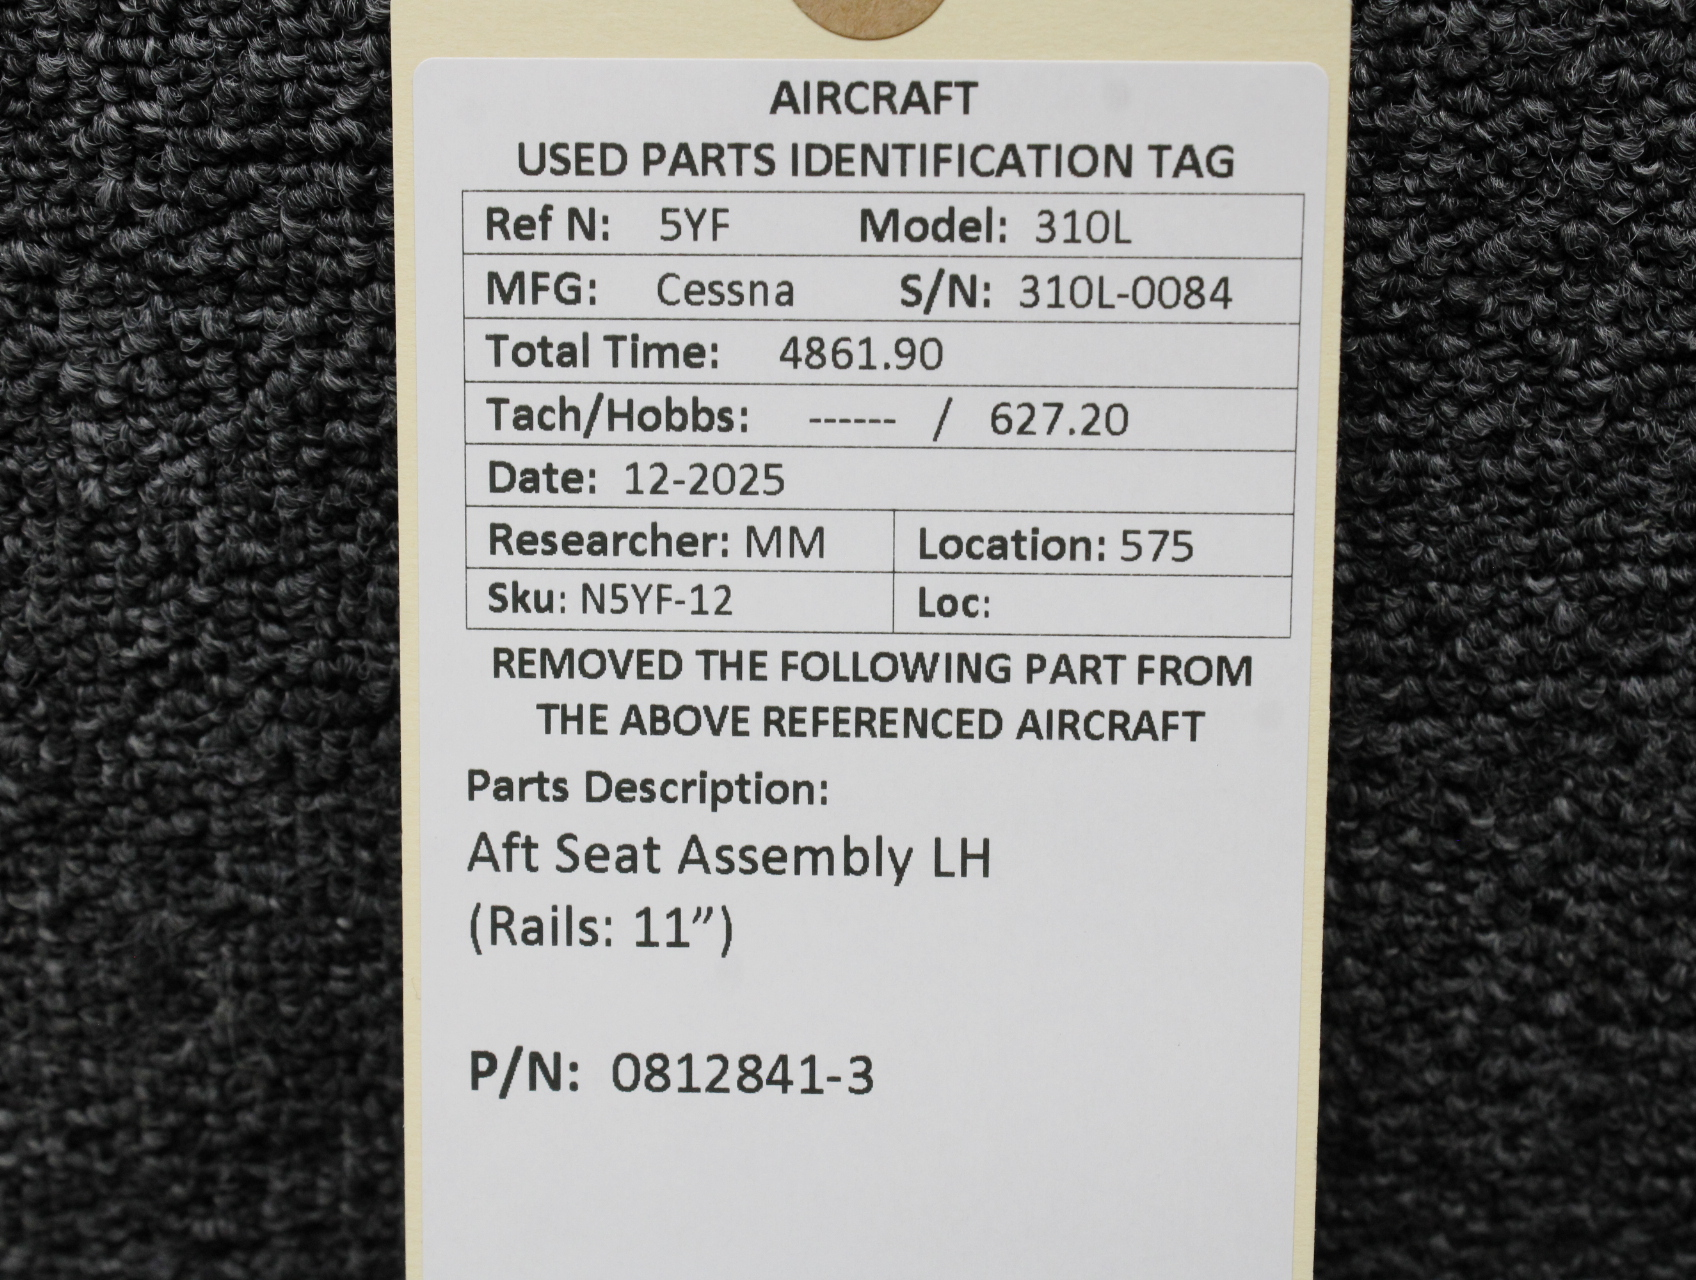 AIRCRAFT
USED PARTS IDENTIFICATION TAG
Ref N: 5YF Model: 310L
MFG: Cessna S/N: 310L-0084
Total Time: 4861.90
Tach/Hobbs: ------ / 627.20
Date: 12-2025
Researcher: MM Location: 575
Sku: N5YF-12 Loc:
REMOVED THE FOLLOWING PART FROM
THE ABOVE REFERENCED AIRCRAFT
Parts Description:
Aft Seat Assembly LH
(Rails: 11”)
P/N: 0812841-3